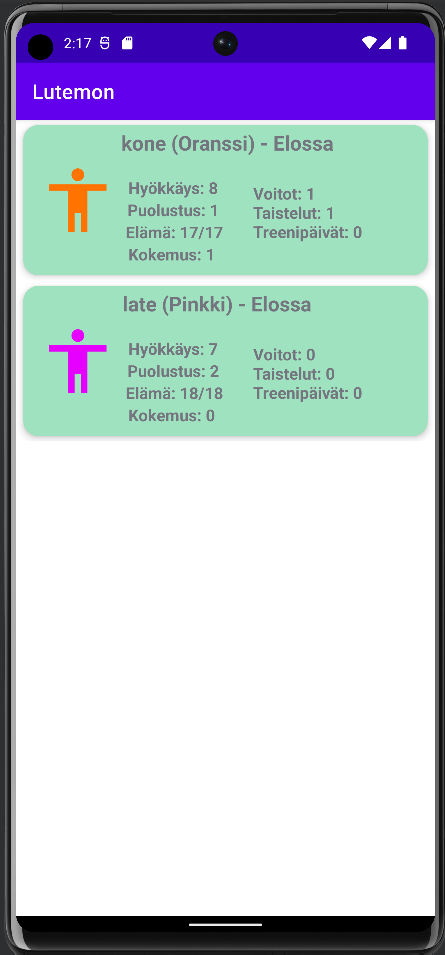 2:17
Lutemon
kone (Oranssi) - Elossa
Hyökkäys: 8
Puolustus: 1
Elämä: 17/17
Kokemus: 1
Voitot: 1
Taistelut: 1
Treenipäivät: 0
late (Pinkki) - Elossa
Hyökkäys: 7
Puolustus: 2
Elämä: 18/18
Kokemus: 0
Voitot: 0
Taistelut: 0
Treenipäivät: 0